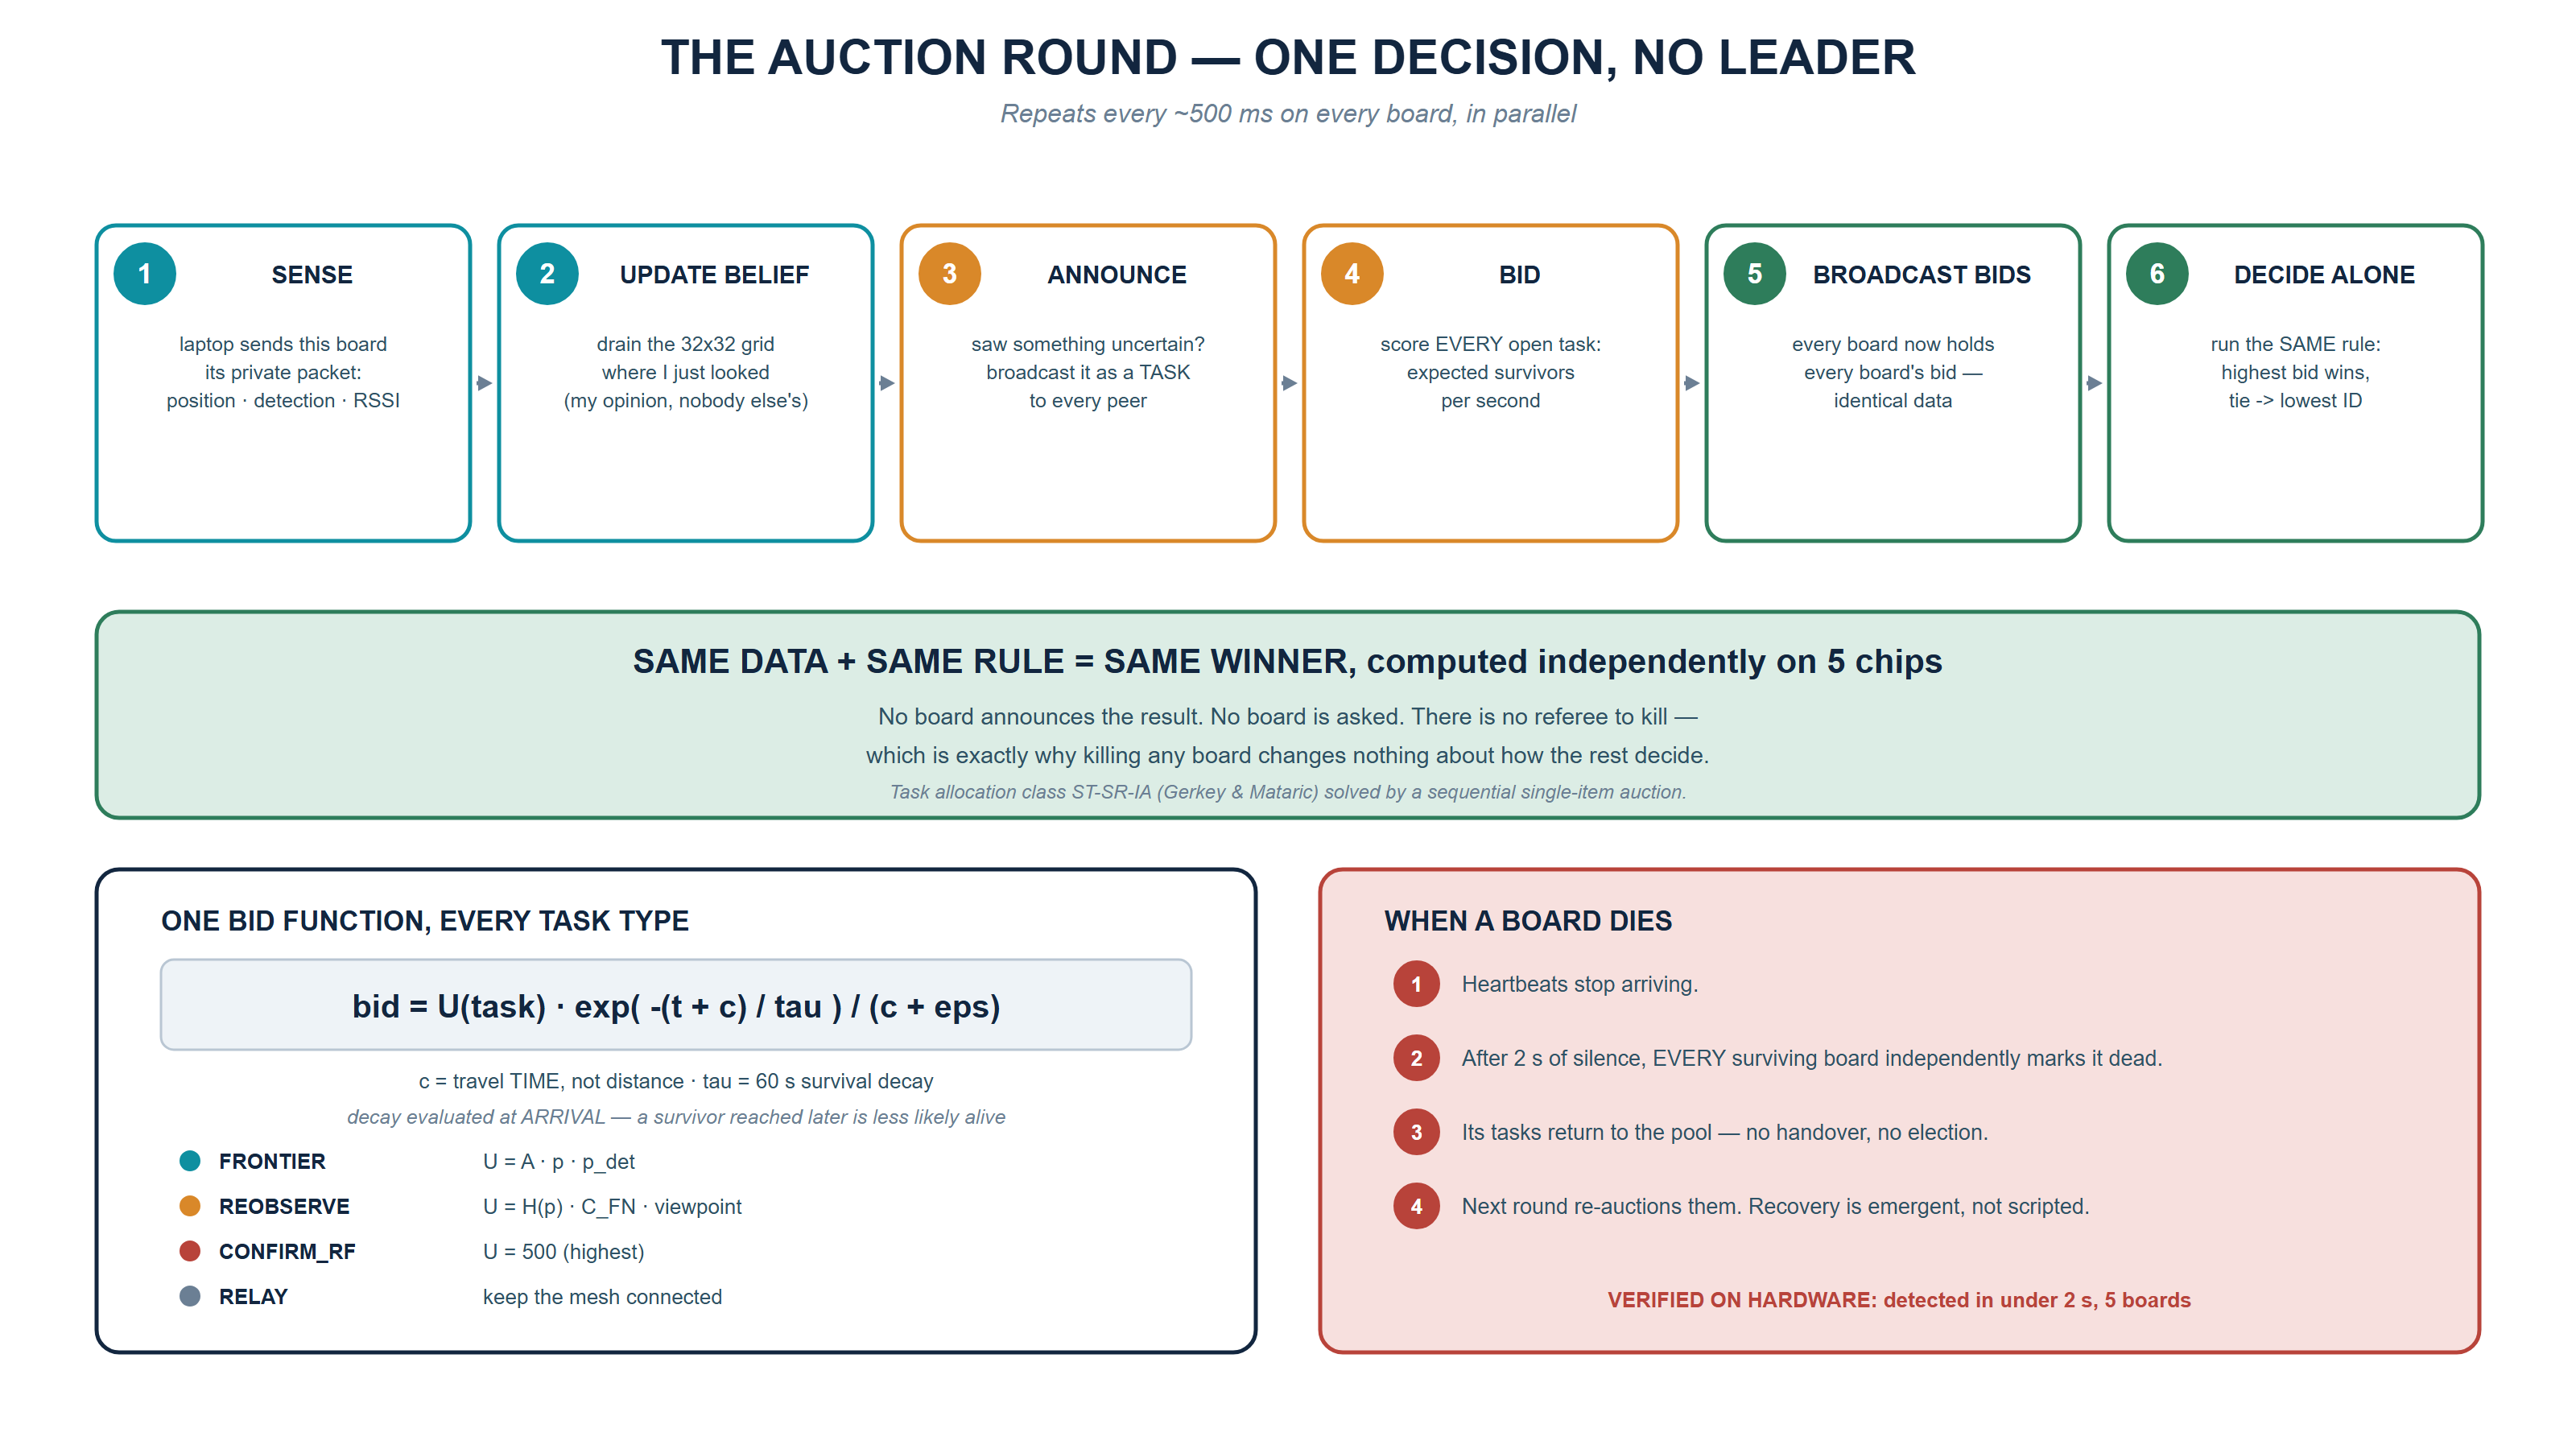 THE AUCTION ROUND — ONE DECISION, NO LEADER
Repeats every ~500 ms on every board, in parallel
1 SENSE
laptop sends this board
its private packet:
position · detection · RSSI
2 UPDATE BELIEF
drain the 32x32 grid
where I just looked
(my opinion, nobody else's)
3 ANNOUNCE
saw something uncertain?
broadcast it as a TASK
to every peer
4 BID
score EVERY open task:
expected survivors
per second
5 BROADCAST BIDS
every board now holds
every board's bid —
identical data
6 DECIDE ALONE
run the SAME rule:
highest bid wins,
tie -> lowest ID
SAME DATA + SAME RULE = SAME WINNER, computed independently on 5 chips
No board announces the result. No board is asked. There is no referee to kill —
which is exactly why killing any board changes nothing about how the rest decide.
Task allocation class ST-SR-IA (Gerkey & Mataric) solved by a sequential single-item auction.
ONE BID FUNCTION, EVERY TASK TYPE
bid = U(task) · exp( -(t + c) / tau ) / (c + eps)
c = travel TIME, not distance · tau = 60 s survival decay
decay evaluated at ARRIVAL — a survivor reached later is less likely alive
FRONTIER U = A · p · p_det
REOBSERVE U = H(p) · C_FN · viewpoint
CONFIRM_RF U = 500 (highest)
RELAY keep the mesh connected
WHEN A BOARD DIES
1 Heartbeats stop arriving.
2 After 2 s of silence, EVERY surviving board independently marks it dead.
3 Its tasks return to the pool — no handover, no election.
4 Next round re-auctions them. Recovery is emergent, not scripted.
VERIFIED ON HARDWARE: detected in under 2 s, 5 boards